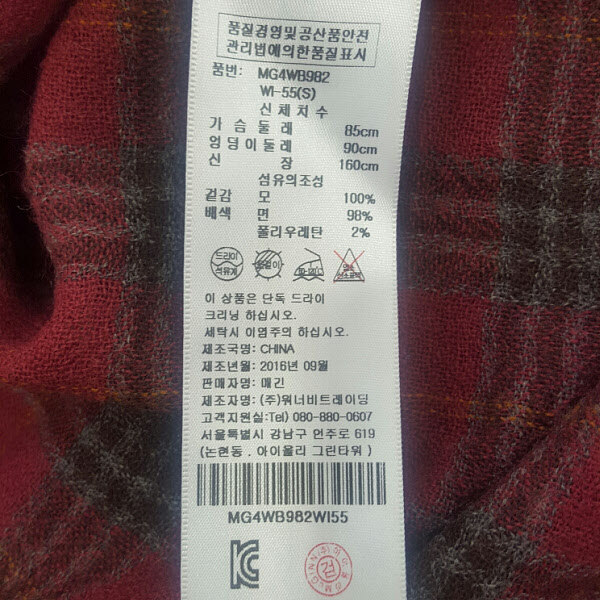 품질경영및공산품안전
관리법에의한품질표시
품번: MG4WB982
WI-55(S)
신체치수
가슴둘레 85cm
엉덩이둘레 90cm
신장 160cm
섬유의조성
겉감 모 100%
배색 면 98%
폴리우레탄 2%
드라이
석유계
이 상품은 단독 드라이
크리닝 하십시오.
세탁시 이염주의 하십시오.
제조국명: CHINA
제조년월: 2016년 09월
판매자명: 매긴
제조자명: (주)워너비트레이딩
고객지원실:Tel) 080-880-0607
서울특별시 강남구 언주로 619
(논현동 , 아이올리 그린타워 )
MG4WB982WI55
검